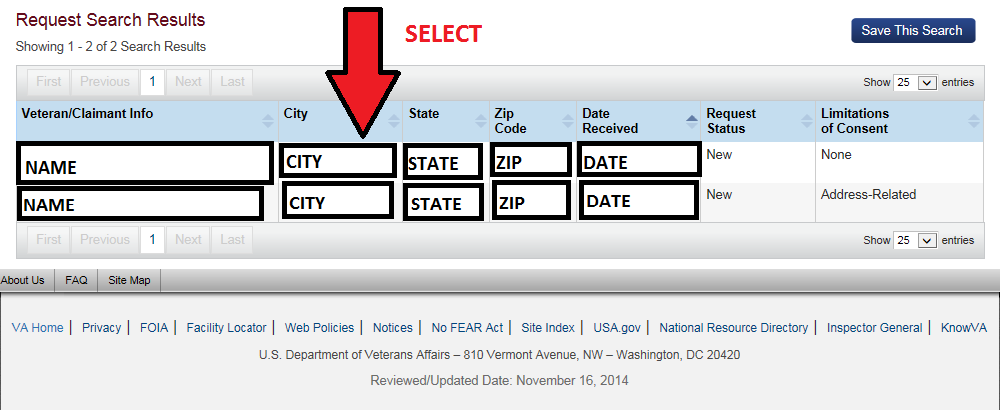 Request Search Results
SELECT
Save This Search
Showing 1 - 2 of 2 Search Results
First Previous 1 Next Last Show 25 entries
Veteran/Claimant Info City State Zip Code Date Received Request Status Limitations of Consent
NAME CITY STATE ZIP DATE New None
NAME CITY STATE ZIP DATE New Address-Related
First Previous 1 Next Last Show 25 entries
About Us FAQ Site Map
VA Home | Privacy | FOIA | Facility Locator | Web Policies | Notices | No FEAR Act | Site Index | USA.gov | National Resource Directory | Inspector General | KnowVA
U.S. Department of Veterans Affairs – 810 Vermont Avenue, NW – Washington, DC 20420
Reviewed/Updated Date: November 16, 2014